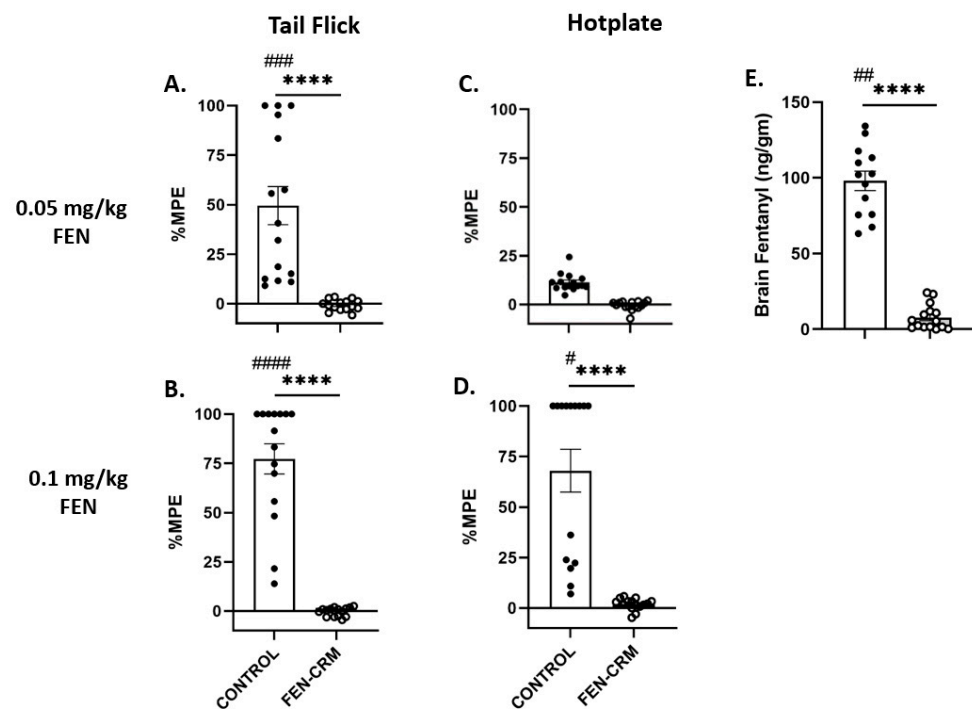 Tail Flick
Hotplate
A.
###
****
100
75
50
25
0
%MPE
C.
100
75
50
25
0
%MPE
E.
##
****
150
100
50
0
Brain Fentanyl (ng/gm)
0.05 mg/kg
FEN
B.
####
****
100
75
50
25
0
%MPE
CONTROL
FEN-CRM
D.
#
****
100
75
50
25
0
%MPE
CONTROL
FEN-CRM
0.1 mg/kg
FEN